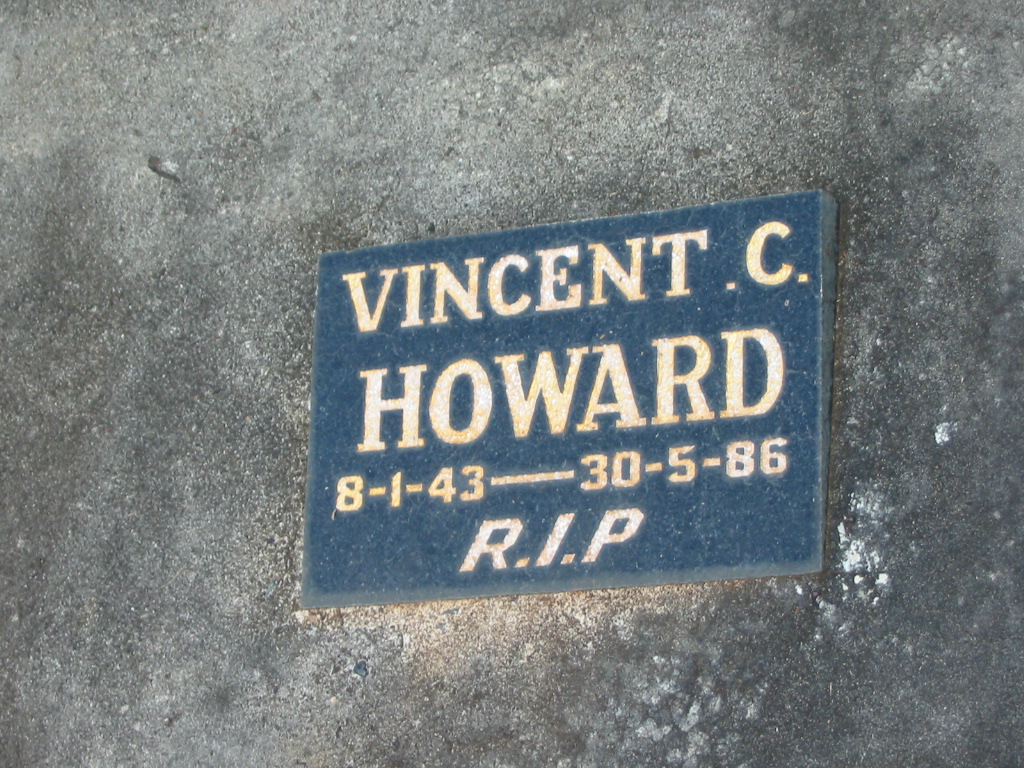 VINCENT . C.
HOWARD
8-1-43—30-5-86
R.I.P